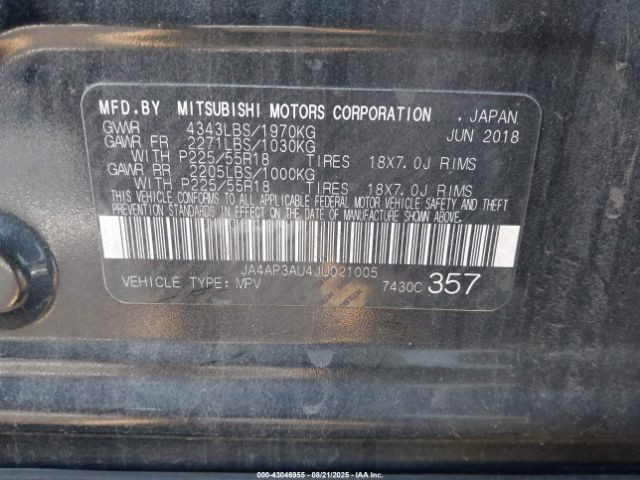 MFD.BY MITSUBISHI MOTORS CORPORATION . JAPAN
GVWR 4343LBS/1970KG JUN 2018
GAWR FR 2271LBS/1030KG
WITH P225/55R18 TIRES 18X7.0J RIMS
GAWR RR 2205LBS/1000KG
WITH P225/55R18 TIRES 18X7.0J RIMS
THIS VEHICLE CONFORMS TO ALL APPLICABLE FEDERAL MOTOR VEHICLE SAFETY AND THEFT
PREVENTION STANDARDS IN EFFECT ON THE DATE OF MANUFACTURE SHOWN ABOVE.
JA4AP3AU4JU021005
VEHICLE TYPE: MPV 7430C 357
© IAA - 43046955 - 08/21/2025 - IAAI.COM